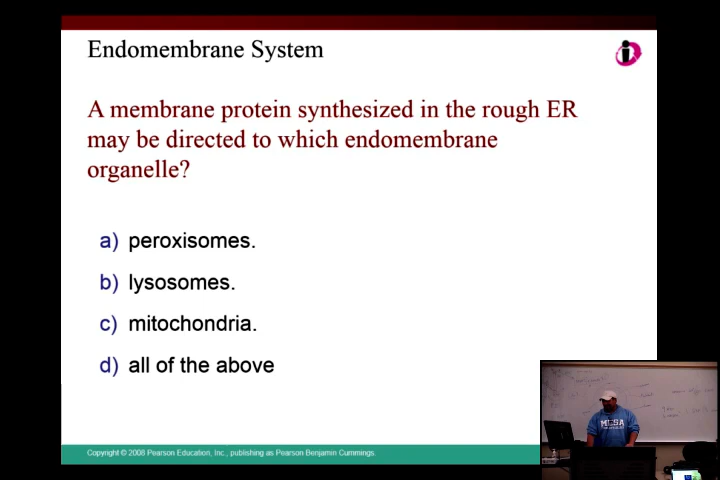 Endomembrane System
A membrane protein synthesized in the rough ER
may be directed to which endomembrane
organelle?
a) peroxisomes.
b) lysosomes.
c) mitochondria.
d) all of the above
MESA
Copyright © 2008 Pearson Education, Inc., publishing as Pearson Benjamin Cummings.